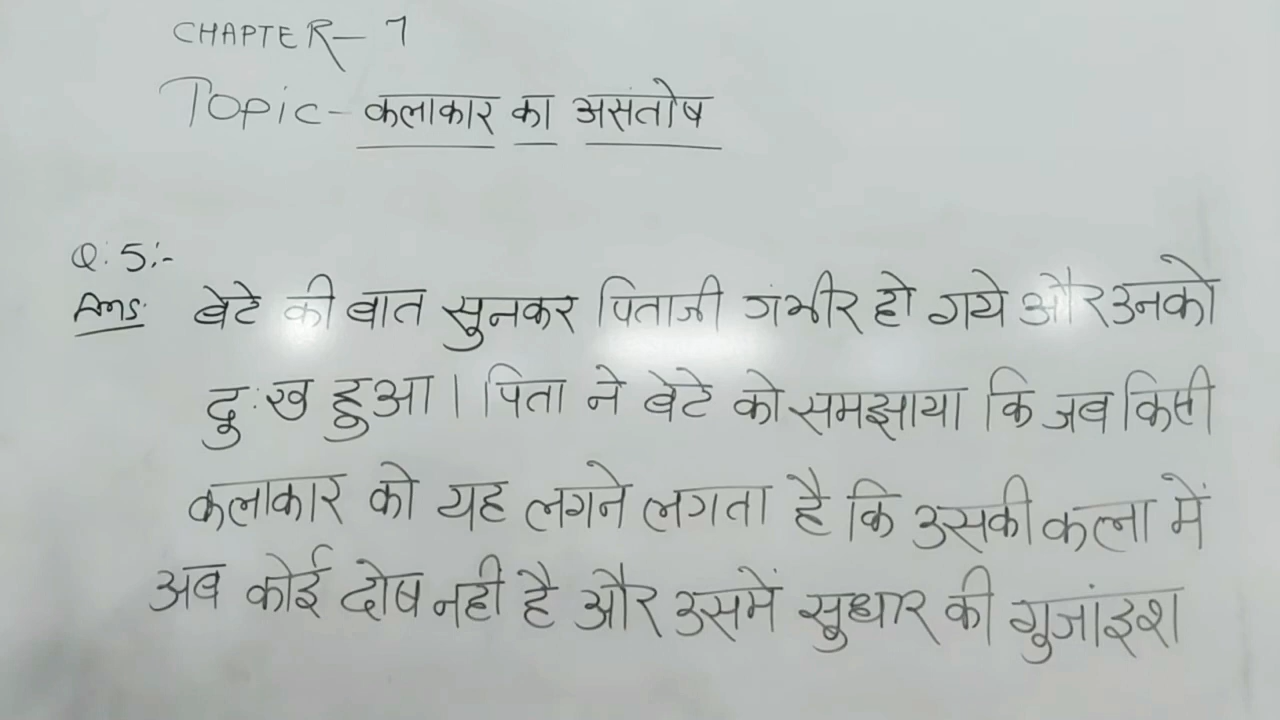 CHAPTER- 7
Topic- कलाकार का असंतोष
Q. 5:-
Ans. बेटे की बात सुनकर पिताजी गंभीर हो गये और उनको
दु:ख हुआ। पिता ने बेटे को समझाया कि जब किसी
कलाकार को यह लगने लगता है कि उसकी कला में
अब कोई दोष नही है और उसमें सुधार की गुजांइश